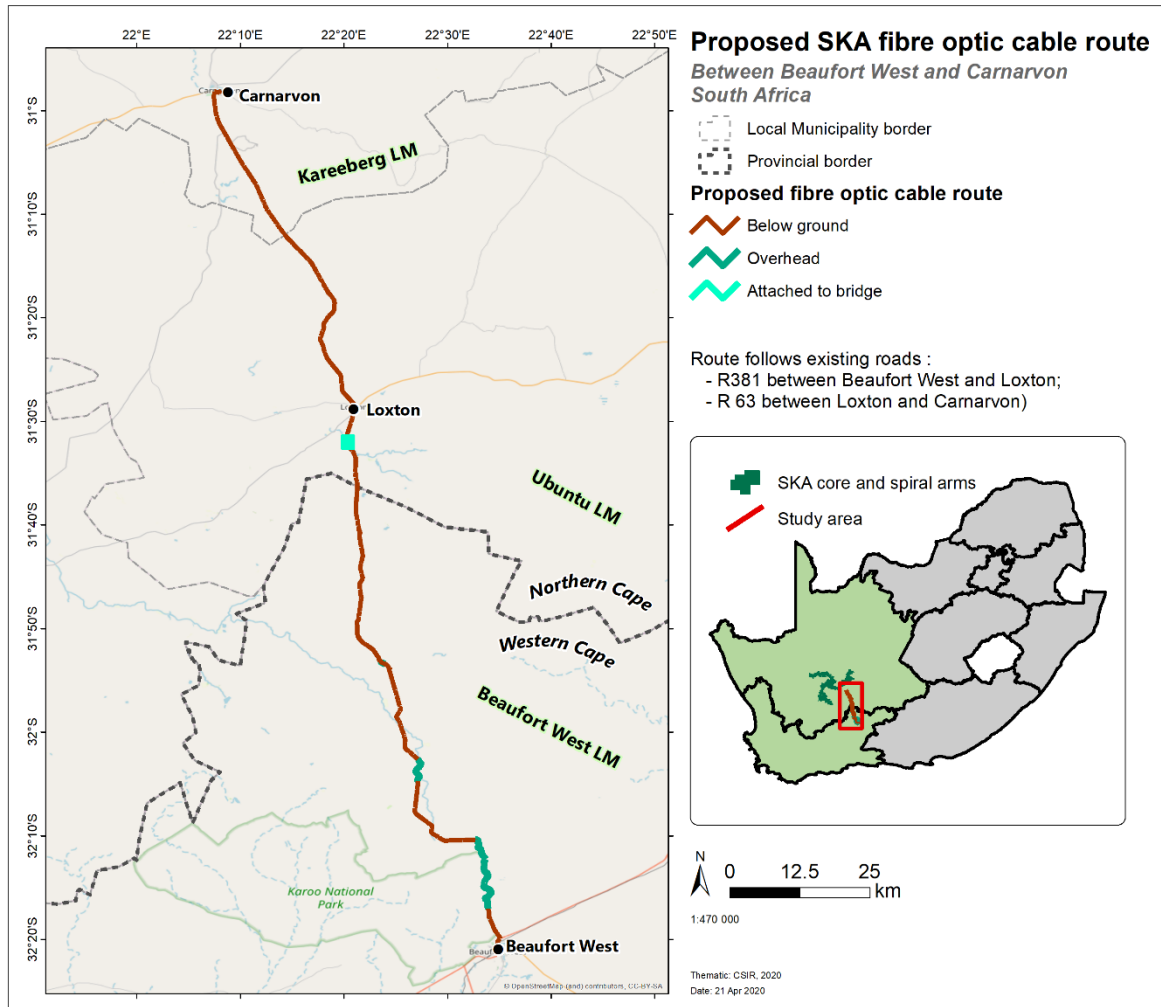 22°E 22°10'E 22°20'E 22°30'E 22°40'E 22°50'E
31°S
31°10'S
31°20'S
31°30'S
31°40'S
31°50'S
32°S
32°10'S
32°20'S
Carnarvon
Kareeberg LM
Loxton
Ubuntu LM
Northern Cape
Western Cape
Beaufort West LM
Karoo National
Park
Beaufort West
© OpenStreetMap (and) contributors, CC-BY-SA
Proposed SKA fibre optic cable route
Between Beaufort West and Carnarvon
South Africa
Local Municipality border
Provincial border
Proposed fibre optic cable route
Below ground
Overhead
Attached to bridge
Route follows existing roads :
- R381 between Beaufort West and Loxton;
- R 63 between Loxton and Carnarvon)
SKA core and spiral arms
Study area
N
0 12.5 25
km
1:470 000
Thematic: CSIR, 2020
Date: 21 Apr 2020